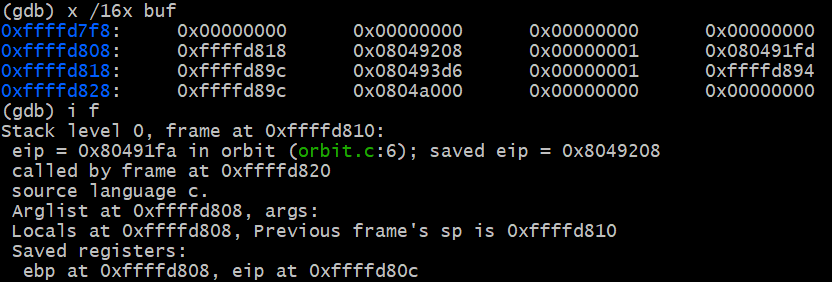 (gdb) x /16x buf
0xffffd7f8:     0x00000000      0x00000000      0x00000000      0x00000000
0xffffd808:     0xffffd818      0x08049208      0x00000001      0x080491fd
0xffffd818:     0xffffd89c      0x080493d6      0x00000001      0xffffd894
0xffffd828:     0xffffd89c      0x0804a000      0x00000000      0x00000000
(gdb) i f
Stack level 0, frame at 0xffffd810:
 eip = 0x80491fa in orbit (orbit.c:6); saved eip = 0x8049208
 called by frame at 0xffffd820
 source language c.
 Arglist at 0xffffd808, args:
 Locals at 0xffffd808, Previous frame's sp is 0xffffd810
 Saved registers:
  ebp at 0xffffd808, eip at 0xffffd80c